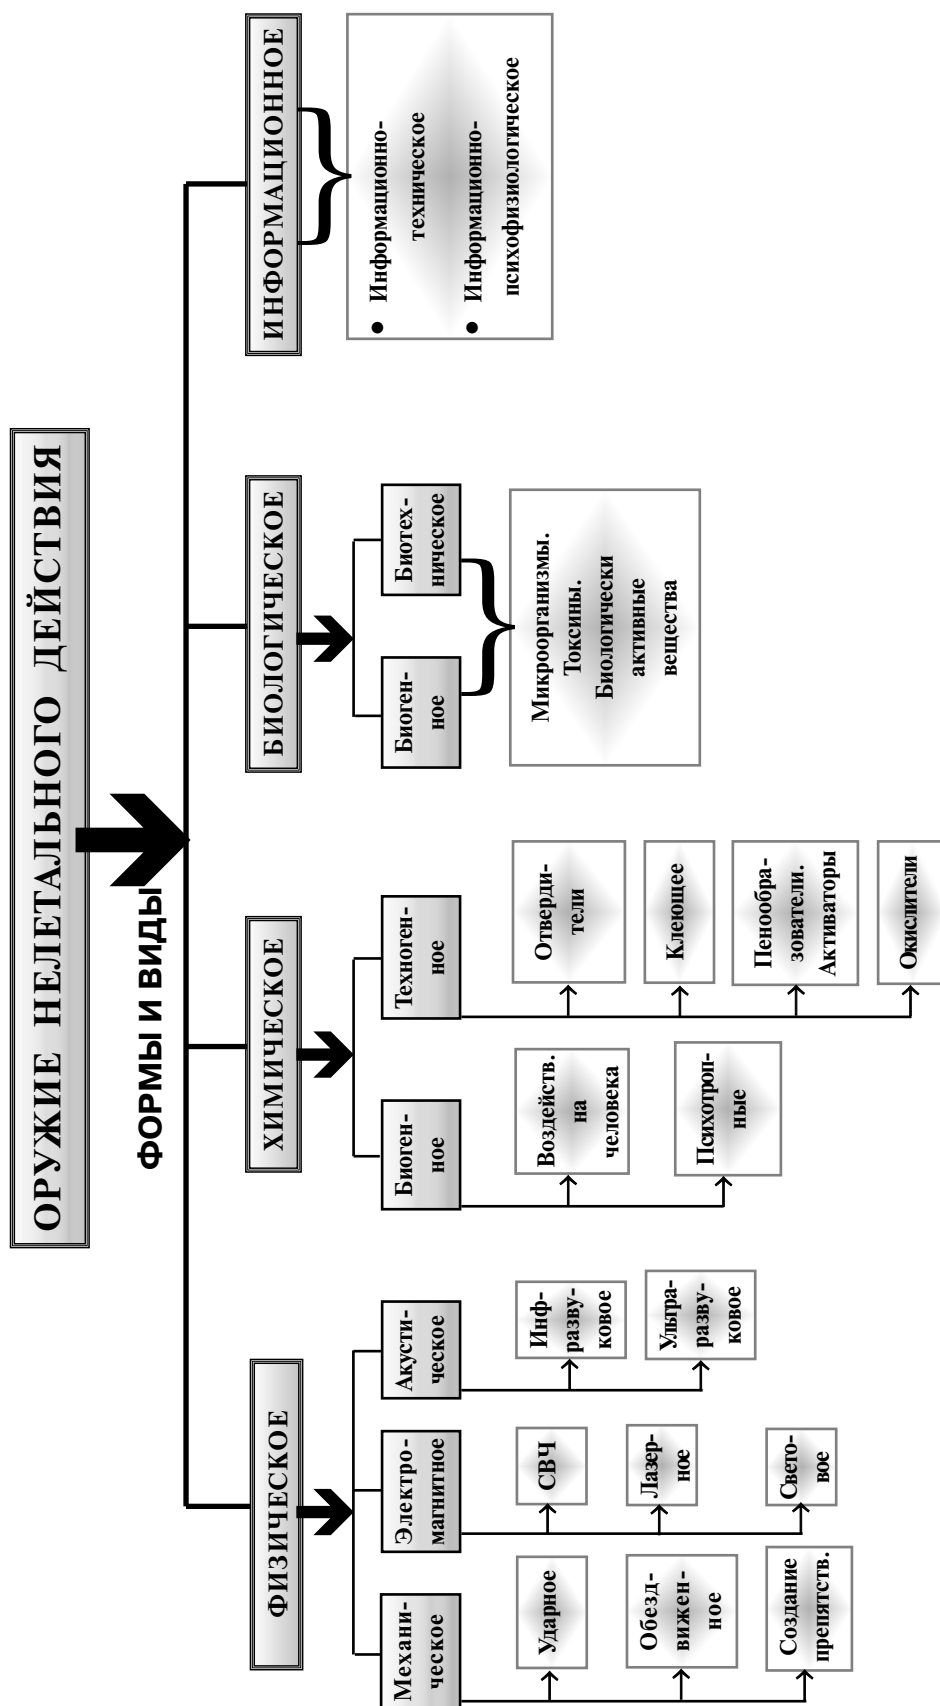 ОРУЖИЕ НЕЛЕТАЛЬНОГО ДЕЙСТВИЯ
ФОРМЫ И ВИДЫ
ФИЗИЧЕСКОЕ
Механи-
ческое
Ударное
Обезд-
вижен-
ное
Создание
препятств.
Электро-
магнитное
СВЧ
Лазер-
ное
Свето-
вое
Акусти-
ческое
Инф-
разву-
ковое
Ультра-
развук-
овое
ХИМИЧЕСКОЕ
Биоген-
ное
Воздейств.
на
человека
Психотроп-
ные
Техноген-
ное
Отверди-
тели
Клеющее
Пенообра-
зователи.
Активаторы
Окислители
БИОЛОГИЧЕСКОЕ
Биоген-
ное
Биотех-
ническое
Микроорганизмы.
Токсины.
Биологически
активные
вещества
ИНФОРМАЦИОННОЕ
● Информационно-
техническое
● Информационно-
психофизиологическое